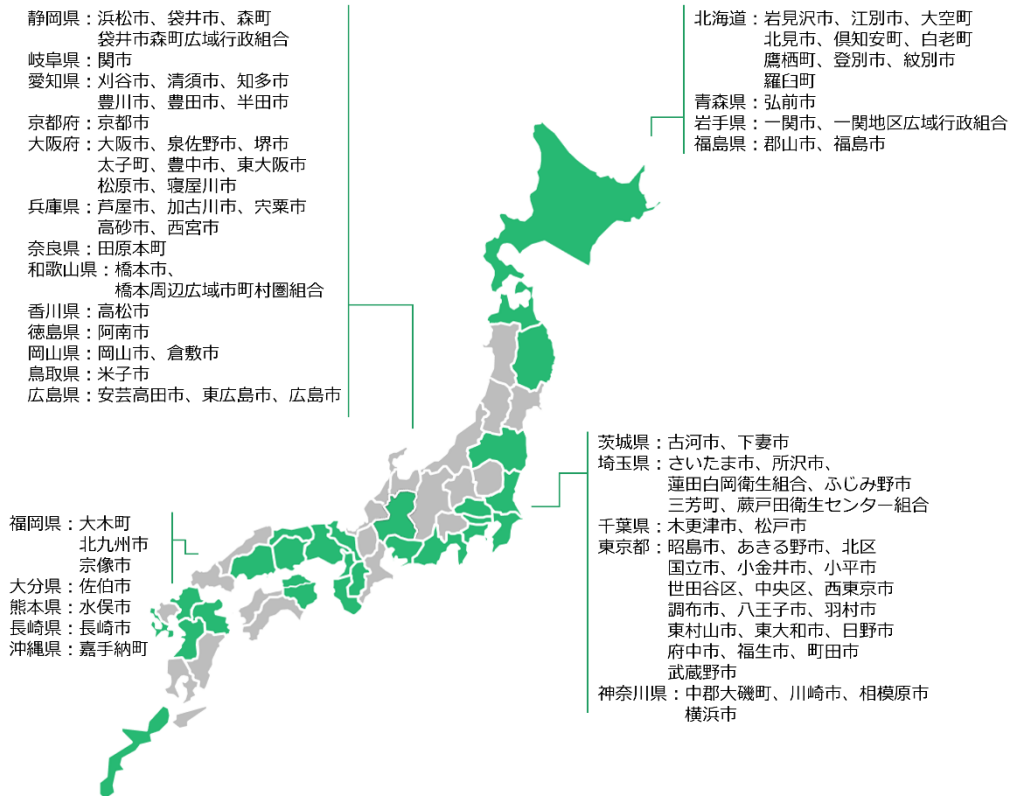 静岡県：浜松市、袋井市、森町
袋井市森町広域行政組合
岐阜県：関市
愛知県：刈谷市、清須市、知多市
豊川市、豊田市、半田市
京都府：京都市
大阪府：大阪市、泉佐野市、堺市
太子町、豊中市、東大阪市
松原市、寝屋川市
兵庫県：芦屋市、加古川市、宍粟市
高砂市、西宮市
奈良県：田原本町
和歌山県：橋本市、
橋本周辺広域市町村圏組合
香川県：高松市
徳島県：阿南市
岡山県：岡山市、倉敷市
鳥取県：米子市
広島県：安芸高田市、東広島市、広島市
北海道：岩見沢市、江別市、大空町
北見市、倶知安町、白老町
鷹栖町、登別市、紋別市
羅臼町
青森県：弘前市
岩手県：一関市、一関地区広域行政組合
福島県：郡山市、福島市
茨城県：古河市、下妻市
埼玉県：さいたま市、所沢市、
蓮田白岡衛生組合、ふじみ野市
三芳町、蕨戸田衛生センター組合
千葉県：木更津市、松戸市
東京都：昭島市、あきる野市、北区
国立市、小金井市、小平市
世田谷区、中央区、西東京市
調布市、八王子市、羽村市
東村山市、東大和市、日野市
府中市、福生市、町田市
武蔵野市
神奈川県：中郡大磯町、川崎市、相模原市
横浜市
福岡県：大木町
北九州市
宗像市
大分県：佐伯市
熊本県：水俣市
長崎県：長崎市
沖縄県：嘉手納町